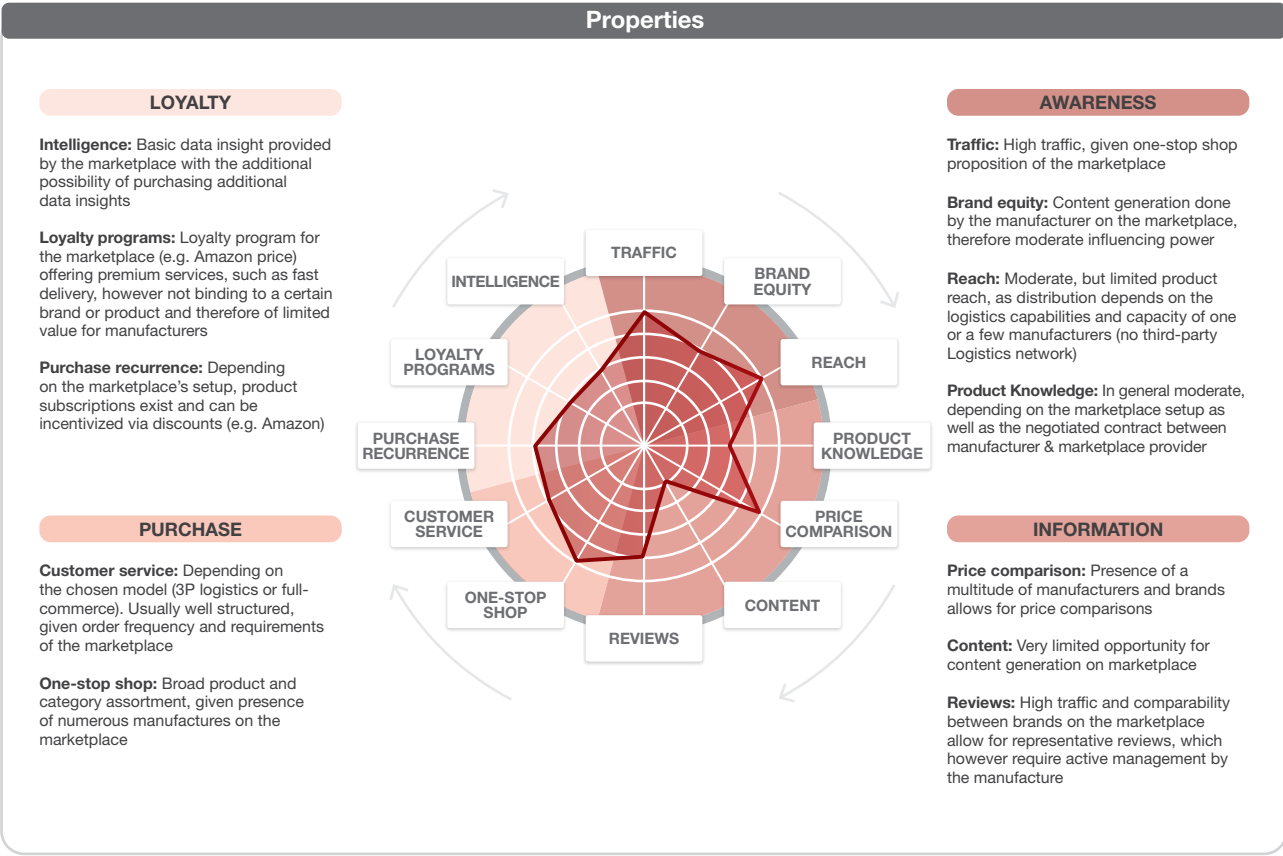 Properties
LOYALTY
Intelligence: Basic data insight provided
by the marketplace with the additional
possibility of purchasing additional
data insights
Loyalty programs: Loyalty program for
the marketplace (e.g. Amazon price)
offering premium services, such as fast
delivery, however not binding to a certain
brand or product and therefore of limited
value for manufacturers
Purchase recurrence: Depending
on the marketplace's setup, product
subscriptions exist and can be
incentivized via discounts (e.g. Amazon)
PURCHASE
Customer service: Depending on
the chosen model (3P logistics or full-
commerce). Usually well structured,
given order frequency and requirements
of the marketplace
One-stop shop: Broad product and
category assortment, given presence
of numerous manufactures on the
marketplace
TRAFFIC
BRAND
EQUITY
REACH
PRODUCT
KNOWLEDGE
PRICE
COMPARISON
CONTENT
REVIEWS
ONE-STOP
SHOP
CUSTOMER
SERVICE
PURCHASE
RECURRENCE
LOYALTY
PROGRAMS
INTELLIGENCE
AWARENESS
Traffic: High traffic, given one-stop shop
proposition of the marketplace
Brand equity: Content generation done
by the manufacturer on the marketplace,
therefore moderate influencing power
Reach: Moderate, but limited product
reach, as distribution depends on the
logistics capabilities and capacity of one
or a few manufacturers (no third-party
Logistics network)
Product Knowledge: In general moderate,
depending on the marketplace setup as
well as the negotiated contract between
manufacturer & marketplace provider
INFORMATION
Price comparison: Presence of a
multitude of manufacturers and brands
allows for price comparisons
Content: Very limited opportunity for
content generation on marketplace
Reviews: High traffic and comparability
between brands on the marketplace
allow for representative reviews, which
however require active management by
the manufacture